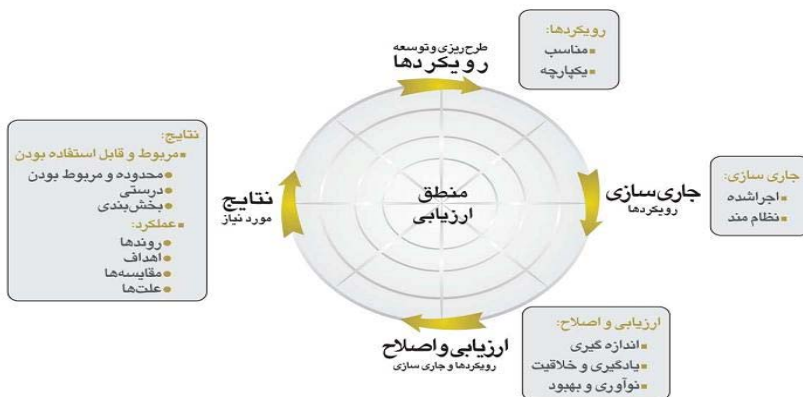 طرح‌ریزی و توسعه
رویکردها
رویکردها:
مناسب
یکپارچه
جاری سازی
رویکردها
جاری سازی:
اجراشده
نظام مند
ارزیابی و اصلاح
رویکردها و جاری سازی
ارزیابی و اصلاح:
اندازه گیری
یادگیری و خلاقیت
نوآوری و بهبود
نتایج
مورد نیاز
نتایج:
مربوط و قابل استفاده بودن
محدوده و مربوط بودن
درستی
بخش‌بندی
عملکرد:
روندها
اهداف
مقایسه‌ها
علت‌ها
منطق
ارزیابی